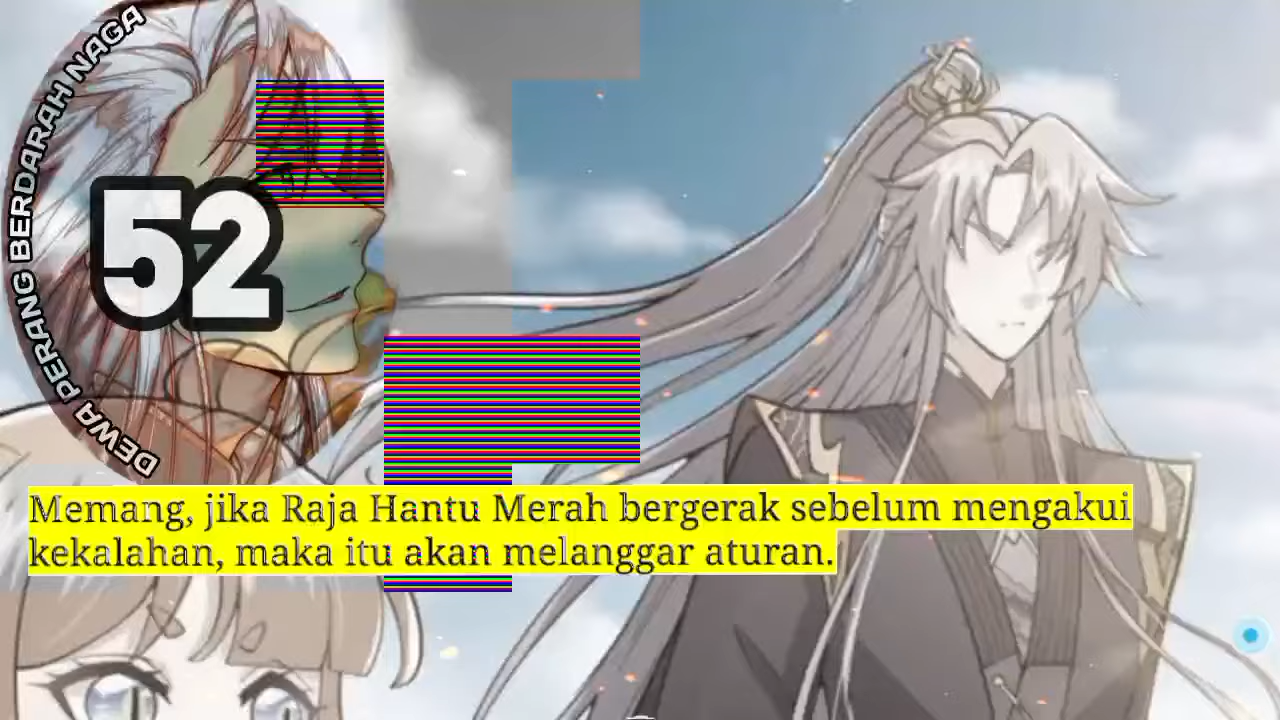 DEWA PERANG BERDARAH NAGA
52
Memang, jika Raja Hantu Merah bergerak sebelum mengakui
kekalahan, maka itu akan melanggar aturan.